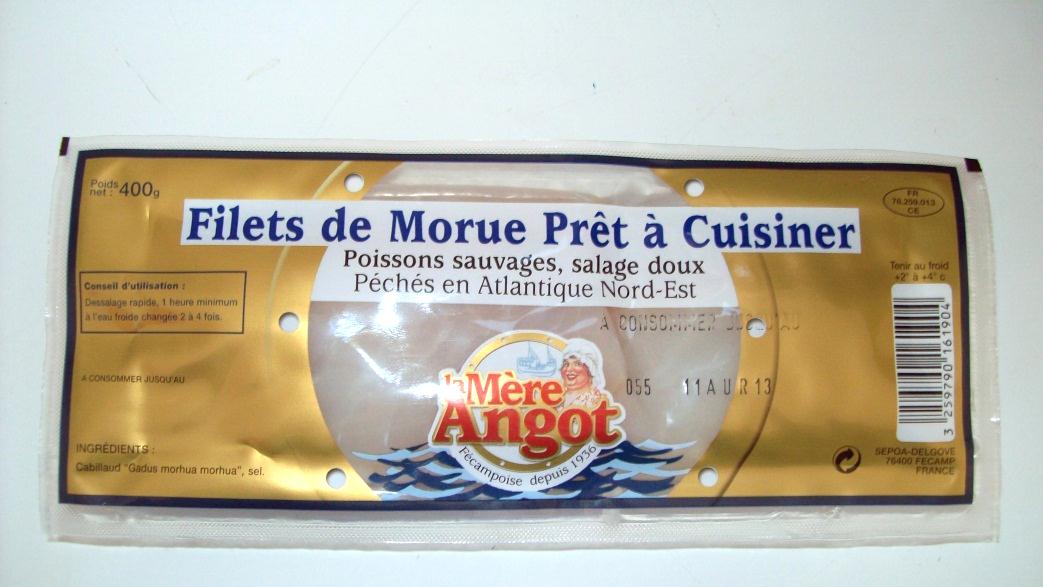 Poids
net : 400g
FR
76.259.013
CE
Filets de Morue Prêt à Cuisiner
Poissons sauvages, salage doux
Péchés en Atlantique Nord-Est
Tenir au froid
+2° à +4° c
Conseil d'utilisation :
Dessalage rapide, 1 heure minimum
à l'eau froide changée 2 à 4 fois.
A CONSOMMER JUSQU'AU
A CONSOMMER JUSQU'AU
055 11 A U R 13
la Mère
Angot
Fécampoise depuis 1936
3 259790 161904
INGRÉDIENTS :
Cabillaud "Gadus morhua morhua", sel.
SEPOA-DELGOVE
76400 FECAMP
FRANCE